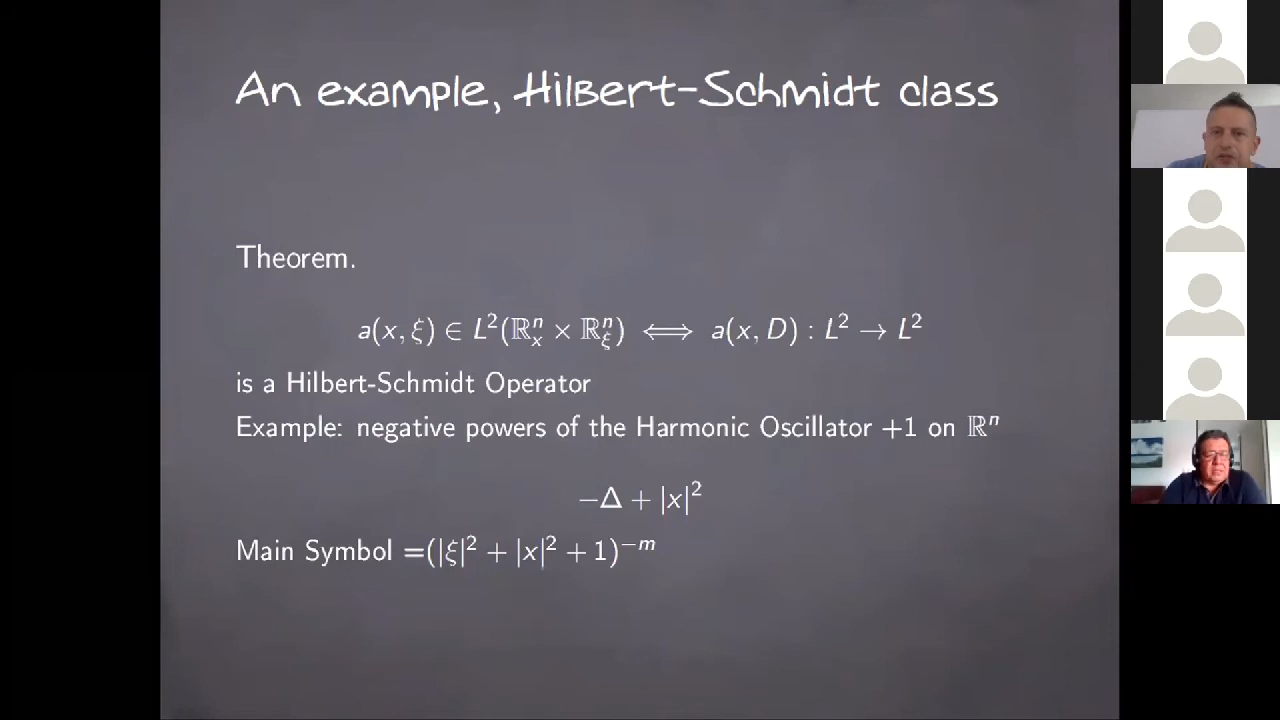 An example, Hilbert-Schmidt class
Theorem.
a(x, ξ) ∈ L²(ℝⁿₓ × ℝⁿ_ξ) ⟺ a(x, D) : L² → L²
is a Hilbert-Schmidt Operator
Example: negative powers of the Harmonic Oscillator +1 on ℝⁿ
−Δ + |x|²
Main Symbol =(|ξ|² + |x|² + 1)⁻ᵐ